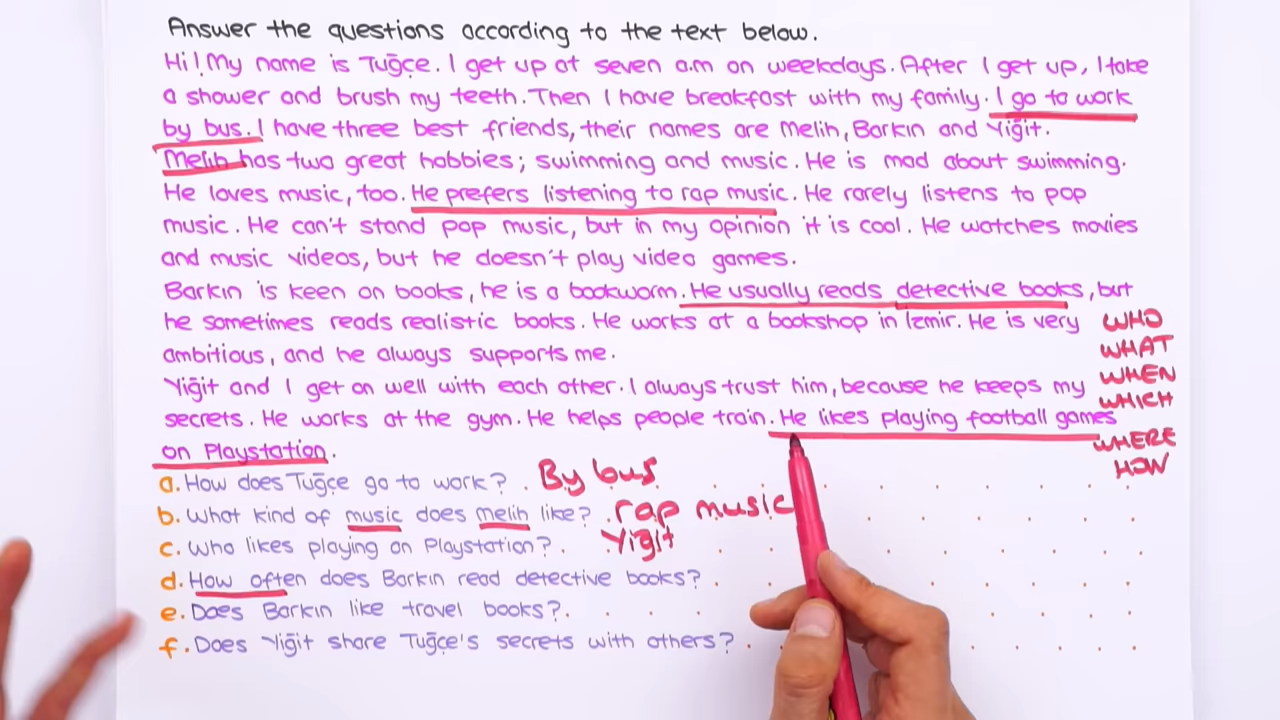 Answer the questions according to the text below.
Hi! My name is Tuğçe. I get up at seven a.m on weekdays. After I get up, I take
a shower and brush my teeth. Then I have breakfast with my family. I go to work
by bus. I have three best friends, their names are Melih, Barkın and Yiğit.
Melih has two great hobbies; swimming and music. He is mad about swimming.
He loves music, too. He prefers listening to rap music. He rarely listens to pop
music. He can't stand pop music, but in my opinion it is cool. He watches movies
and music videos, but he doesn't play video games.
Barkın is keen on books, he is a bookworm. He usually reads detective books, but
he sometimes reads realistic books. He works at a bookshop in İzmir. He is very
ambitious, and he always supports me.
Yiğit and I get on well with each other. I always trust him, because he keeps my
secrets. He works at the gym. He helps people train. He likes playing football games
on Playstation.
WHO
WHAT
WHEN
WHICH
WHERE
HOW
a. How does Tuğçe go to work? By bus
b. What kind of music does melih like? rap music
c. Who likes playing on Playstation? Yiğit
d. How often does Barkın read detective books?
e. Does Barkın like travel books?
f. Does Yiğit share Tuğçe's secrets with others?